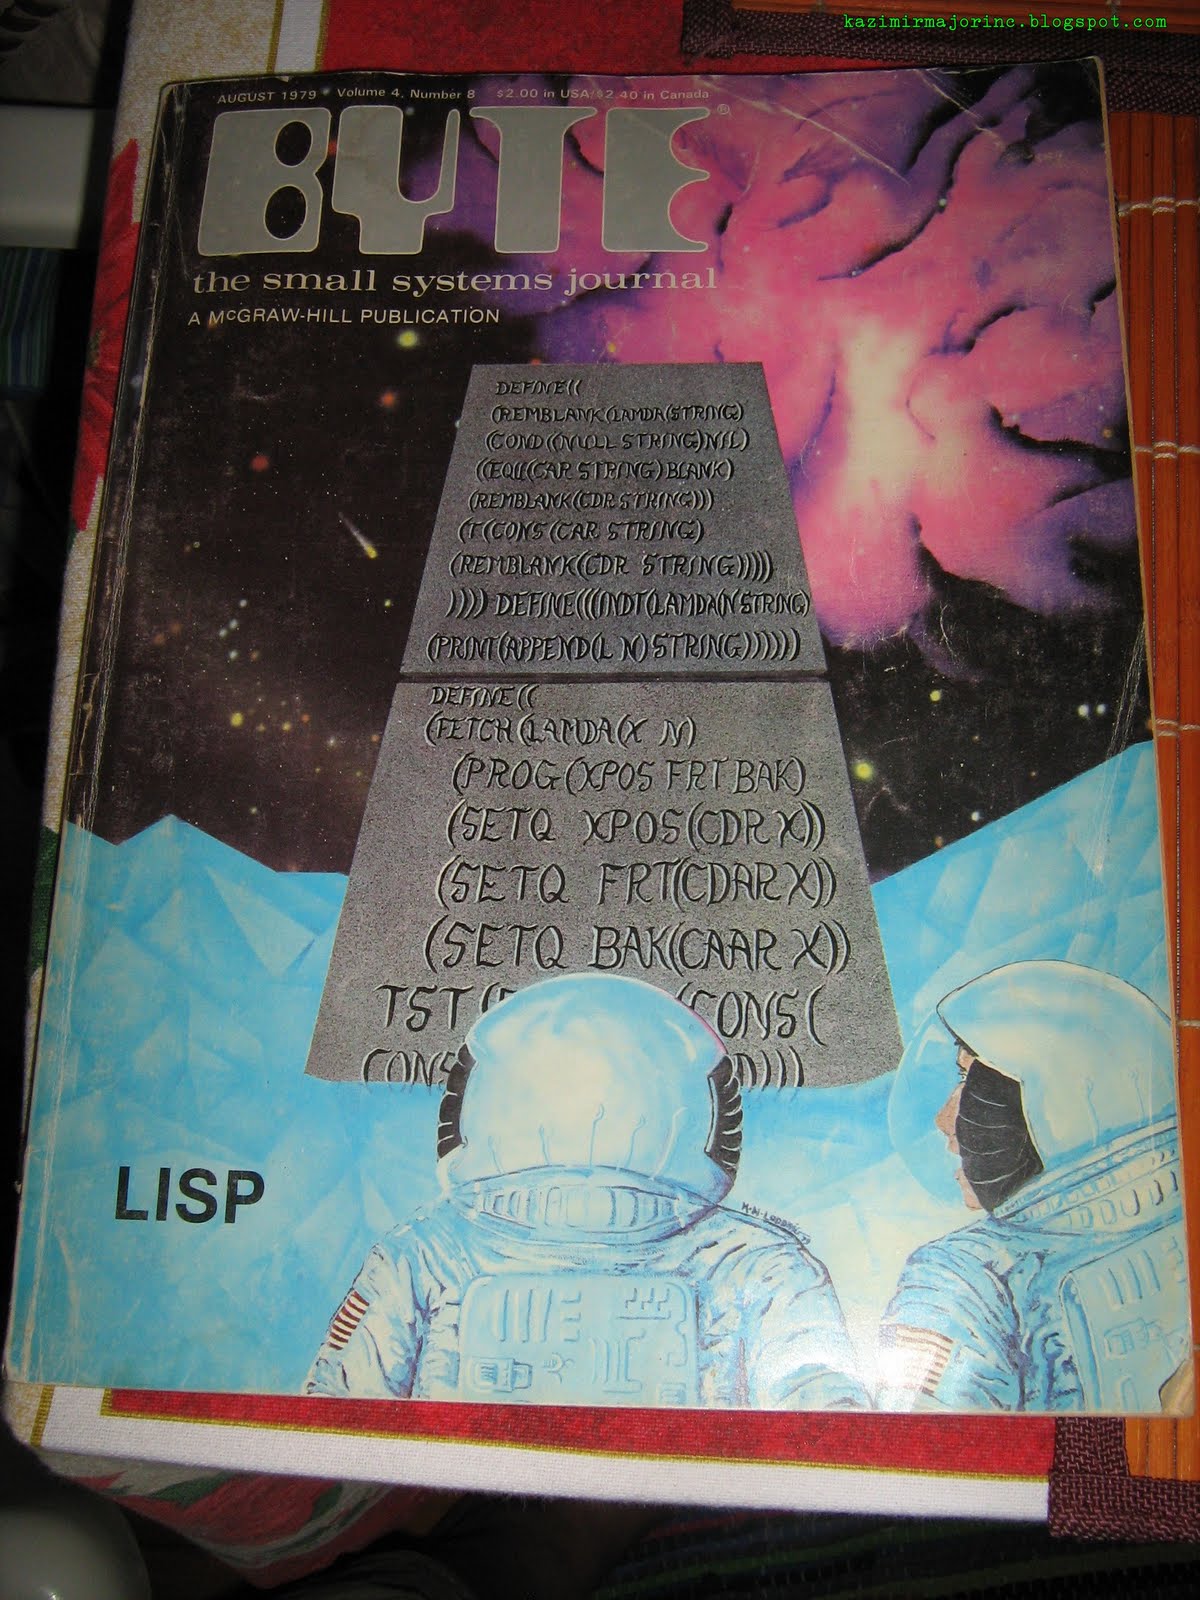 kazimirmajorinc.blogspot.com
AUGUST 1979 Volume 4, Number 8 $2.00 in USA/$2.40 in Canada
BYTE®
the small systems journal
A McGRAW-HILL PUBLICATION
DEFINE((
(REMBLANK(LAMDA(STRING)
(COND((NULL STRING)NIL)
((EQU(CAR STRING)BLANK)
(REMBLANK(CDR STRING)))
(T(CONS(CAR STRING)
(REMBLANK(CDR STRING)))))
)))) DEFINE(((INDT(LAMDA(N STRING)
(PRINT(APPEND(L N)STRING))))))
DEFINE((
(FETCH(LAMDA(X N)
(PROG(XPOS FRT BAK)
(SETQ XPOS(CDR X))
(SETQ FRT(CDAR X))
(SETQ BAK(CAAR X))
TST (CONS(
CONS D)))
LISP